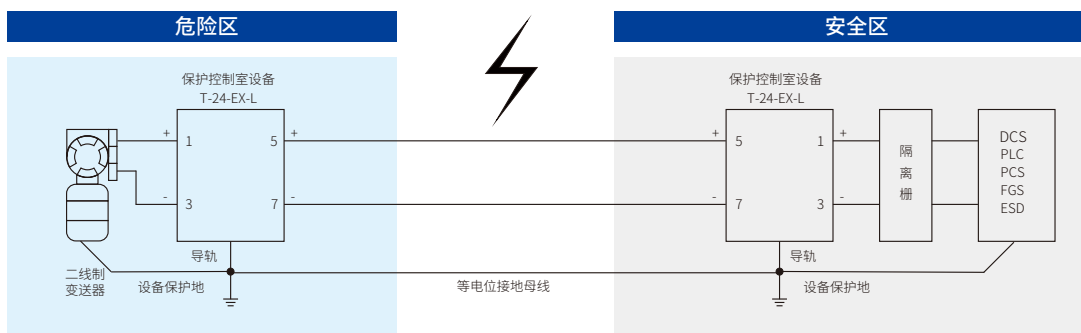 危险区
安全区
保护控制室设备
T-24-EX-L
保护控制室设备
T-24-EX-L
+
1
5
+
+
5
1
+
隔
离
栅
DCS
PLC
PCS
FGS
ESD
-
3
7
-
-
7
3
-
导轨
导轨
二线制
变送器
设备保护地
等电位接地母线
设备保护地